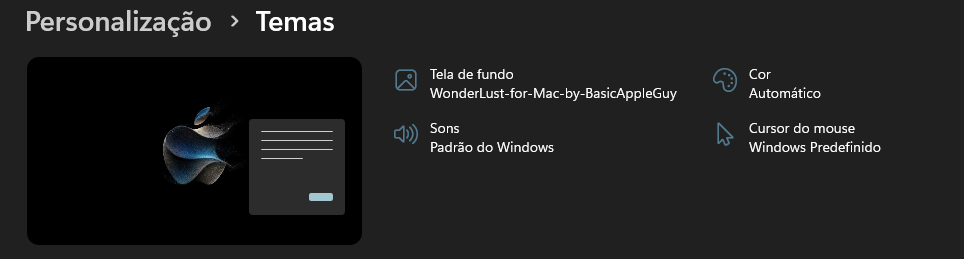 Personalização > Temas
Tela de fundo
WonderLust-for-Mac-by-BasicAppleGuy
Cor
Automático
Sons
Padrão do Windows
Cursor do mouse
Windows Predefinido